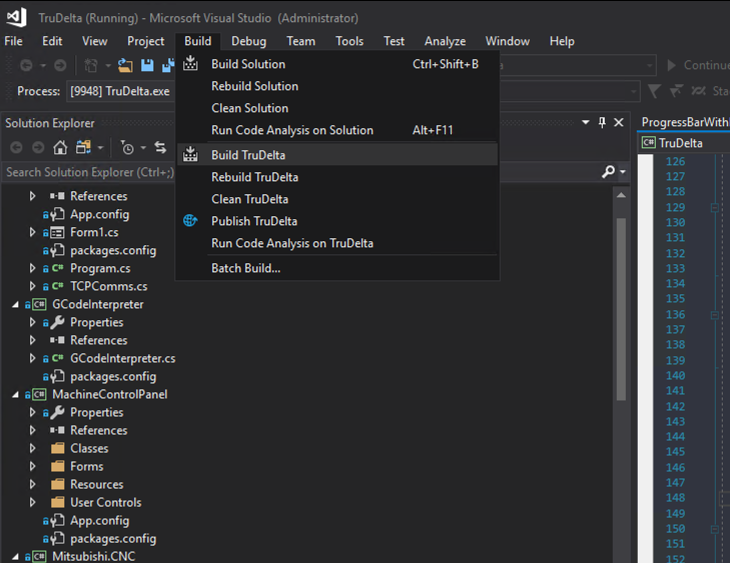 TruDelta (Running) - Microsoft Visual Studio (Administrator)
File Edit View Project Build Debug Team Tools Test Analyze Window Help
Build Solution Ctrl+Shift+B
Continue
Rebuild Solution
Process: [9948] TruDelta.exe
Clean Solution
Solution Explorer
Run Code Analysis on Solution Alt+F11
ProgressBarWith
Build TruDelta
TruDelta
Search Solution Explorer (Ctrl+;)
Rebuild TruDelta
Clean TruDelta
Publish TruDelta
Run Code Analysis on TruDelta
Batch Build...
References
App.config
Form1.cs
packages.config
C# Program.cs
C# TCPComms.cs
C# GCodeInterpreter
Properties
References
C# GCodeInterpreter.cs
packages.config
C# MachineControlPanel
Properties
References
Classes
Forms
Resources
User Controls
App.config
packages.config
C# Mitsubishi.CNC
126
127
128
129
130
131
132
133
134
135
136
137
138
139
140
141
142
143
144
145
146
147
148
149
150
151
152